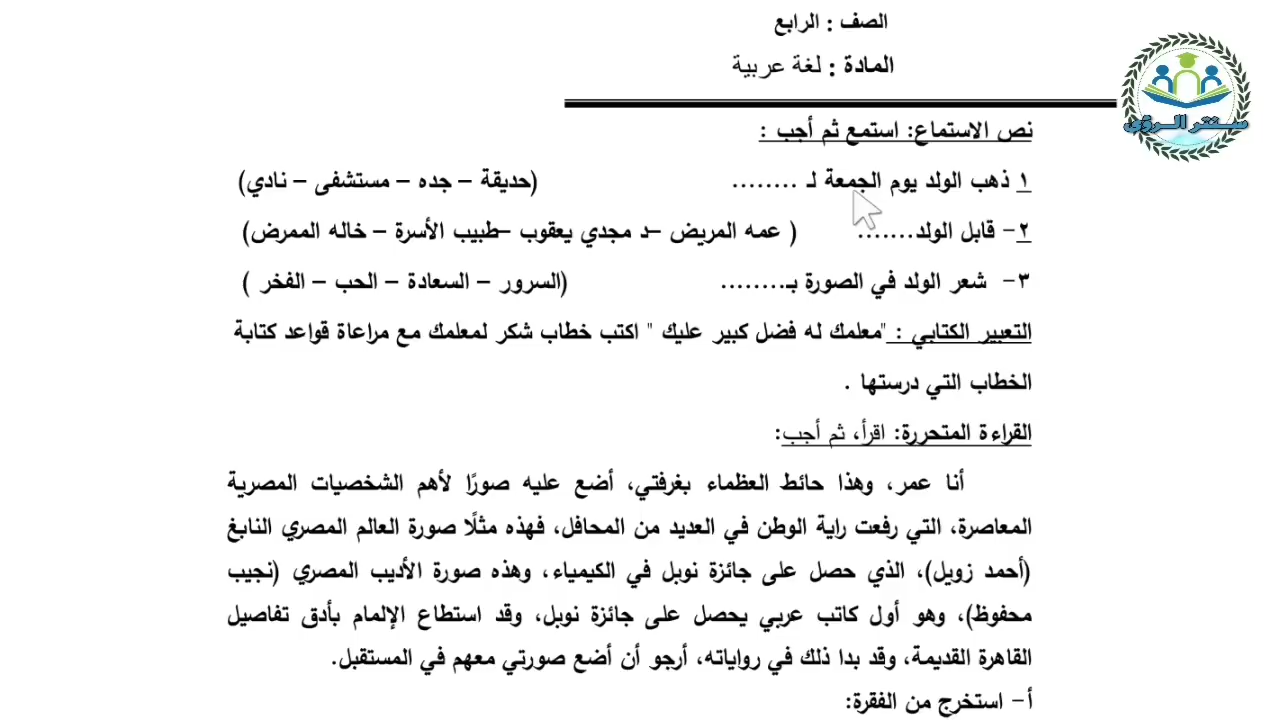 الصف : الرابع
المادة : لغة عربية
سنتر الرؤى
نص الاستماع: استمع ثم أجب :
١ ذهب الولد يوم الجمعة لـ ........ (حديقة – جده – مستشفى – نادي)
٢- قابل الولد....... ( عمه المريض –د مجدي يعقوب –طبيب الأسرة – خاله الممرض)
٣- شعر الولد في الصورة بـ........ (السرور – السعادة – الحب – الفخر )
التعبير الكتابي : "معلمك له فضل كبير عليك " اكتب خطاب شكر لمعلمك مع مراعاة قواعد كتابة
الخطاب التي درستها .
القراءة المتحررة: اقرأ، ثم أجب:
أنا عمر، وهذا حائط العظماء بغرفتي، أضع عليه صورًا لأهم الشخصيات المصرية
المعاصرة، التي رفعت راية الوطن في العديد من المحافل، فهذه مثلًا صورة العالم المصري النابغ
(أحمد زويل)، الذي حصل على جائزة نوبل في الكيمياء، وهذه صورة الأديب المصري (نجيب
محفوظ)، وهو أول كاتب عربي يحصل على جائزة نوبل، وقد استطاع الإلمام بأدق تفاصيل
القاهرة القديمة، وقد بدا ذلك في رواياته، أرجو أن أضع صورتي معهم في المستقبل.
أ- استخرج من الفقرة: